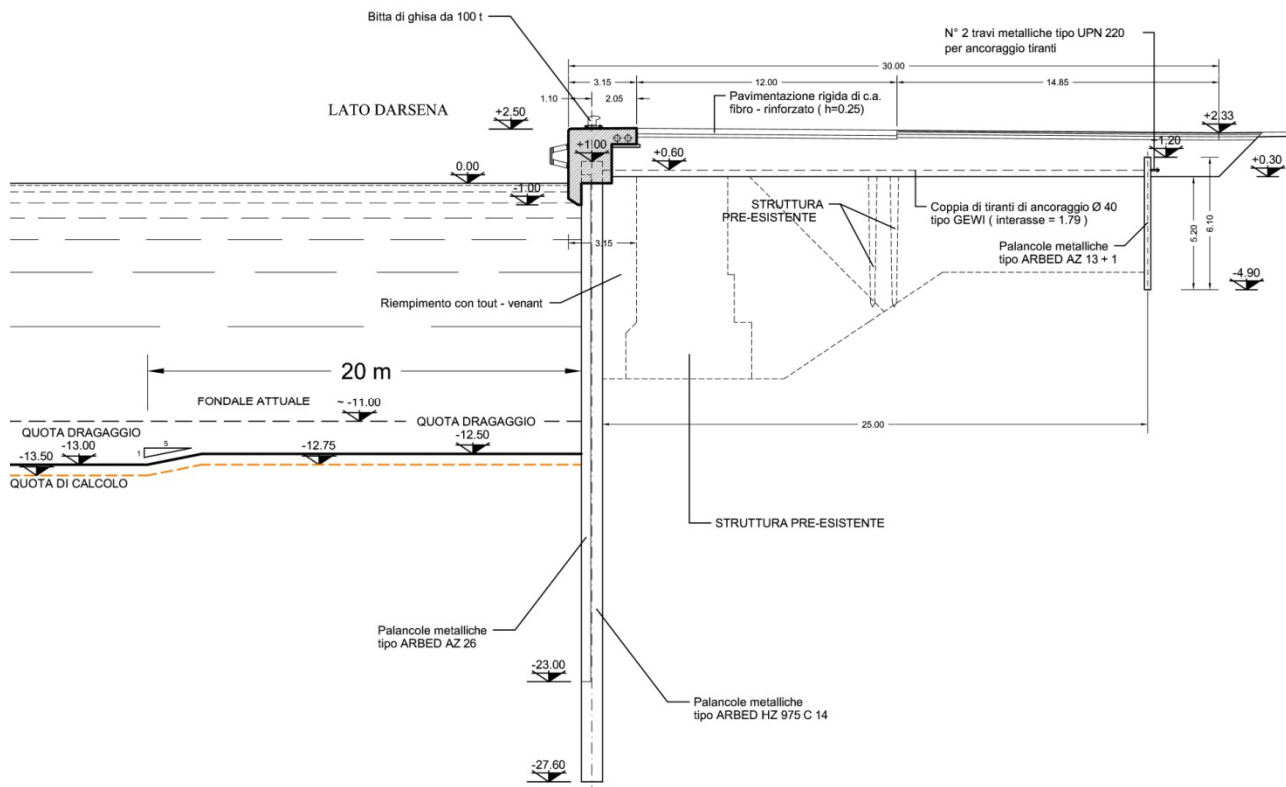 Bitta di ghisa da 100 t
N° 2 travi metalliche tipo UPN 220
per ancoraggio tiranti
30.00
3.15
12.00
14.85
1.10
2.05
LATO DARSENA
Pavimentazione rigida di c.a.
fibro - rinforzato ( h=0.25)
+2.50
+2.33
+1.00
+0.60
-1.20
+0.30
0.00
-1.00
STRUTTURA
PRE-ESISTENTE
Coppia di tiranti di ancoraggio Ø 40
tipo GEWI ( interasse = 1.79 )
3.15
5.20
6.10
Palancole metalliche
tipo ARBED AZ 13 + 1
-4.90
Riempimento con tout - venant
20 m
FONDALE ATTUALE
~ -11.00
QUOTA DRAGAGGIO
25.00
QUOTA DRAGAGGIO
-13.00
5
1
-12.75
-12.50
-13.50
QUOTA DI CALCOLO
STRUTTURA PRE-ESISTENTE
Palancole metalliche
tipo ARBED AZ 26
-23.00
Palancole metalliche
tipo ARBED HZ 975 C 14
-27.60